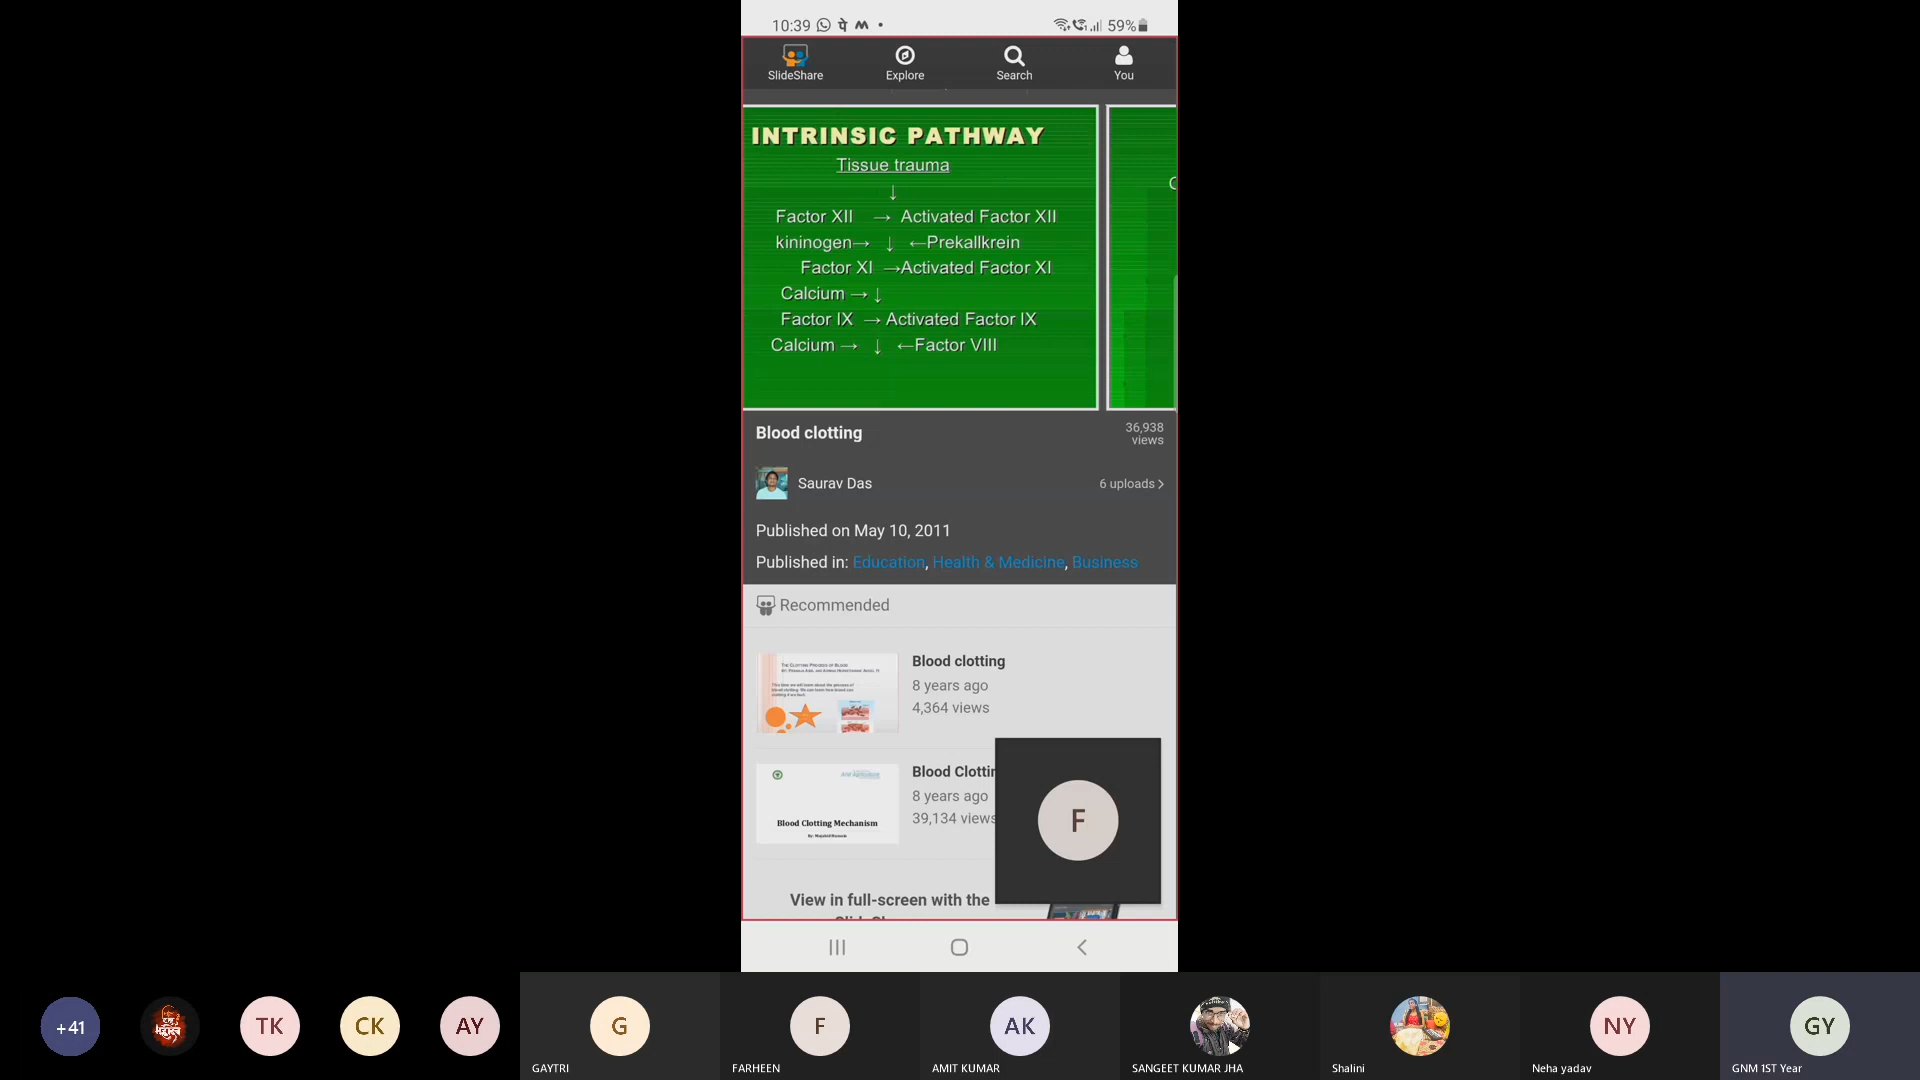 10:39
59%
SlideShare
Explore
Search
You
INTRINSIC PATHWAY
Tissue trauma
↓
Factor XII → Activated Factor XII
kininogen→ ↓ ←Prekallkrein
Factor XI →Activated Factor XI
Calcium → ↓
Factor IX → Activated Factor IX
Calcium → ↓ ←Factor VIII
Blood clotting
36,938
views
Saurav Das
6 uploads
Published on May 10, 2011
Published in: Education, Health & Medicine, Business
Recommended
Blood clotting
8 years ago
4,364 views
Blood Clottin
8 years ago
39,134 views
Blood Clotting Mechanism
F
View in full-screen with the
+41
TK
CK
AY
G
F
AK
NY
GY
GAYTRI
FARHEEN
AMIT KUMAR
SANGEET KUMAR JHA
Shalini
Neha yadav
GNM 1ST Year